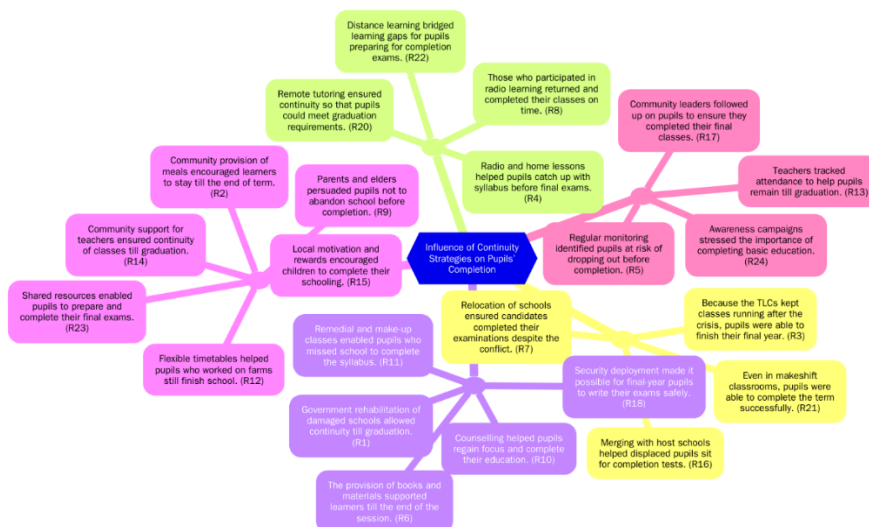 Distance learning bridged
learning gaps for pupils
preparing for completion
exams. (R22)
Those who participated in
radio learning returned and
completed their classes on
time. (R8)
Remote tutoring ensured
continuity so that pupils
could meet graduation
requirements. (R20)
Radio and home lessons
helped pupils catch up with
syllabus before final exams.
(R4)
Community leaders followed
up on pupils to ensure they
completed their final
classes. (R17)
Teachers tracked
attendance to help pupils
remain till graduation. (R13)
Awareness campaigns
stressed the importance of
completing basic education.
(R24)
Regular monitoring
identified pupils at risk of
dropping out before
completion. (R5)
Community provision of
meals encouraged learners
to stay till the end of term.
(R2)
Parents and elders
persuaded pupils not to
abandon school before
completion. (R9)
Community support for
teachers ensured continuity
of classes till graduation.
(R14)
Local motivation and
rewards encouraged
children to complete their
schooling. (R15)
Shared resources enabled
pupils to prepare and
complete their final exams.
(R23)
Flexible timetables helped
pupils who worked on farms
still finish school. (R12)
Influence of Continuity
Strategies on Pupils'
Completion
Relocation of schools
ensured candidates
completed their
examinations despite the
conflict. (R7)
Because the TLCs kept
classes running after the
crisis, pupils were able to
finish their final year. (R3)
Even in makeshift
classrooms, pupils were
able to complete the term
successfully. (R21)
Merging with host schools
helped displaced pupils sit
for completion tests. (R16)
Remedial and make-up
classes enabled pupils who
missed school to complete
the syllabus. (R11)
Security deployment made it
possible for final-year pupils
to write their exams safely.
(R18)
Government rehabilitation of
damaged schools allowed
continuity till graduation.
(R1)
Counselling helped pupils
regain focus and complete
their education. (R10)
The provision of books and
materials supported
learners till the end of the
session. (R6)